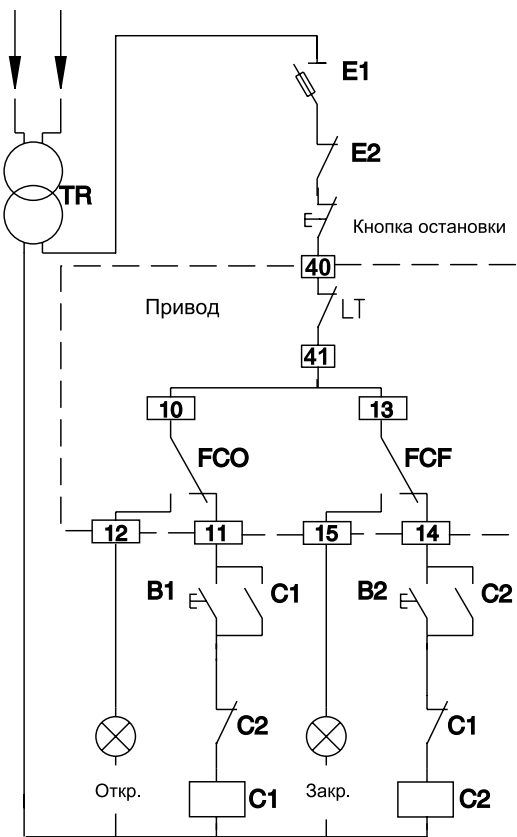 E1
E2
TR
Кнопка остановки
40
Привод
LT
41
10
13
FCO
FCF
12
11
15
14
B1
C1
B2
C2
C2
C1
Откр.
C1
Закр.
C2